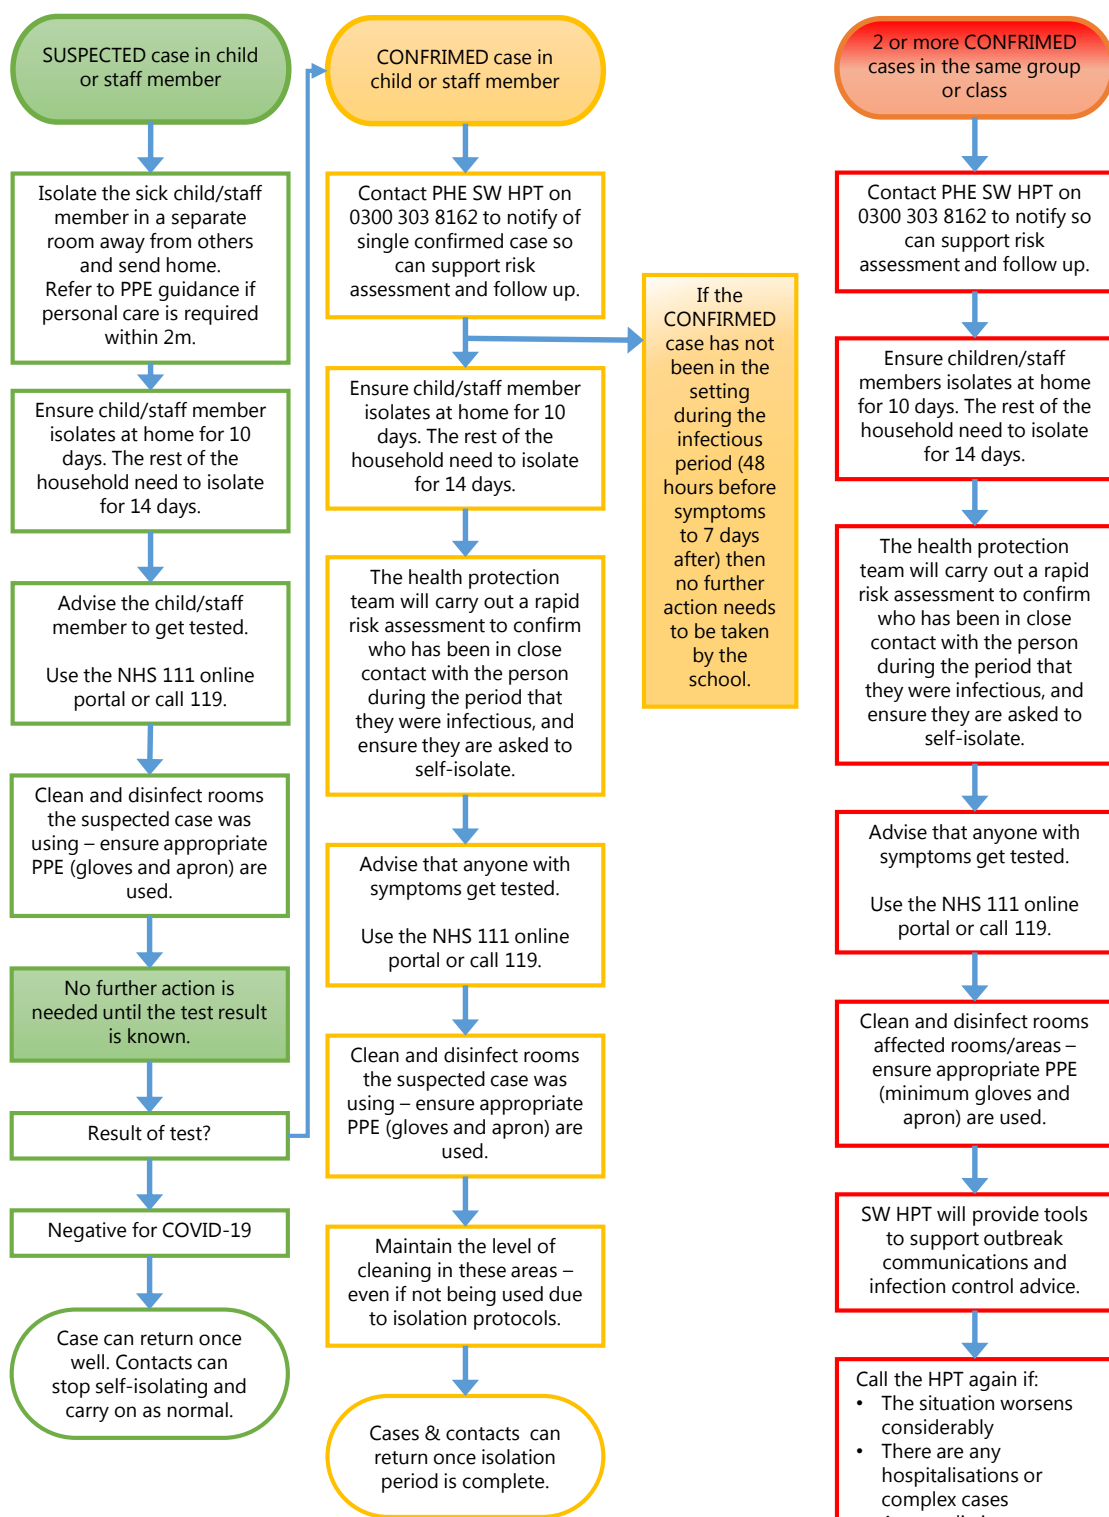 SUSPECTED case in child
or staff member
Isolate the sick child/staff
member in a separate
room away from others
and send home.
Refer to PPE guidance if
personal care is required
within 2m.
Ensure child/staff member
isolates at home for 10
days. The rest of the
household need to isolate
for 14 days.
Advise the child/staff
member to get tested.
Use the NHS 111 online
portal or call 119.
Clean and disinfect rooms
the suspected case was
using – ensure appropriate
PPE (gloves and apron) are
used.
No further action is
needed until the test result
is known.
Result of test?
Negative for COVID-19
Case can return once
well. Contacts can
stop self-isolating and
carry on as normal.
CONFRIMED case in
child or staff member
Contact PHE SW HPT on
0300 303 8162 to notify of
single confirmed case so
can support risk
assessment and follow up.
If the
CONFIRMED
case has not
been in the
setting
during the
infectious
period (48
hours before
symptoms
to 7 days
after) then
no further
action needs
to be taken
by the
school.
Ensure child/staff member
isolates at home for 10
days. The rest of the
household need to isolate
for 14 days.
The health protection
team will carry out a rapid
risk assessment to confirm
who has been in close
contact with the person
during the period that
they were infectious, and
ensure they are asked to
self-isolate.
Advise that anyone with
symptoms get tested.
Use the NHS 111 online
portal or call 119.
Clean and disinfect rooms
the suspected case was
using – ensure appropriate
PPE (gloves and apron) are
used.
Maintain the level of
cleaning in these areas –
even if not being used due
to isolation protocols.
Cases & contacts can
return once isolation
period is complete.
2 or more CONFRIMED
cases in the same group
or class
Contact PHE SW HPT on
0300 303 8162 to notify so
can support risk
assessment and follow up.
Ensure children/staff
members isolates at home
for 10 days. The rest of the
household need to isolate
for 14 days.
The health protection
team will carry out a rapid
risk assessment to confirm
who has been in close
contact with the person
during the period that
they were infectious, and
ensure they are asked to
self-isolate.
Advise that anyone with
symptoms get tested.
Use the NHS 111 online
portal or call 119.
Clean and disinfect rooms
affected rooms/areas –
ensure appropriate PPE
(minimum gloves and
apron) are used.
SW HPT will provide tools
to support outbreak
communications and
infection control advice.
Call the HPT again if:
• The situation worsens
considerably
• There are any
hospitalisations or
complex cases